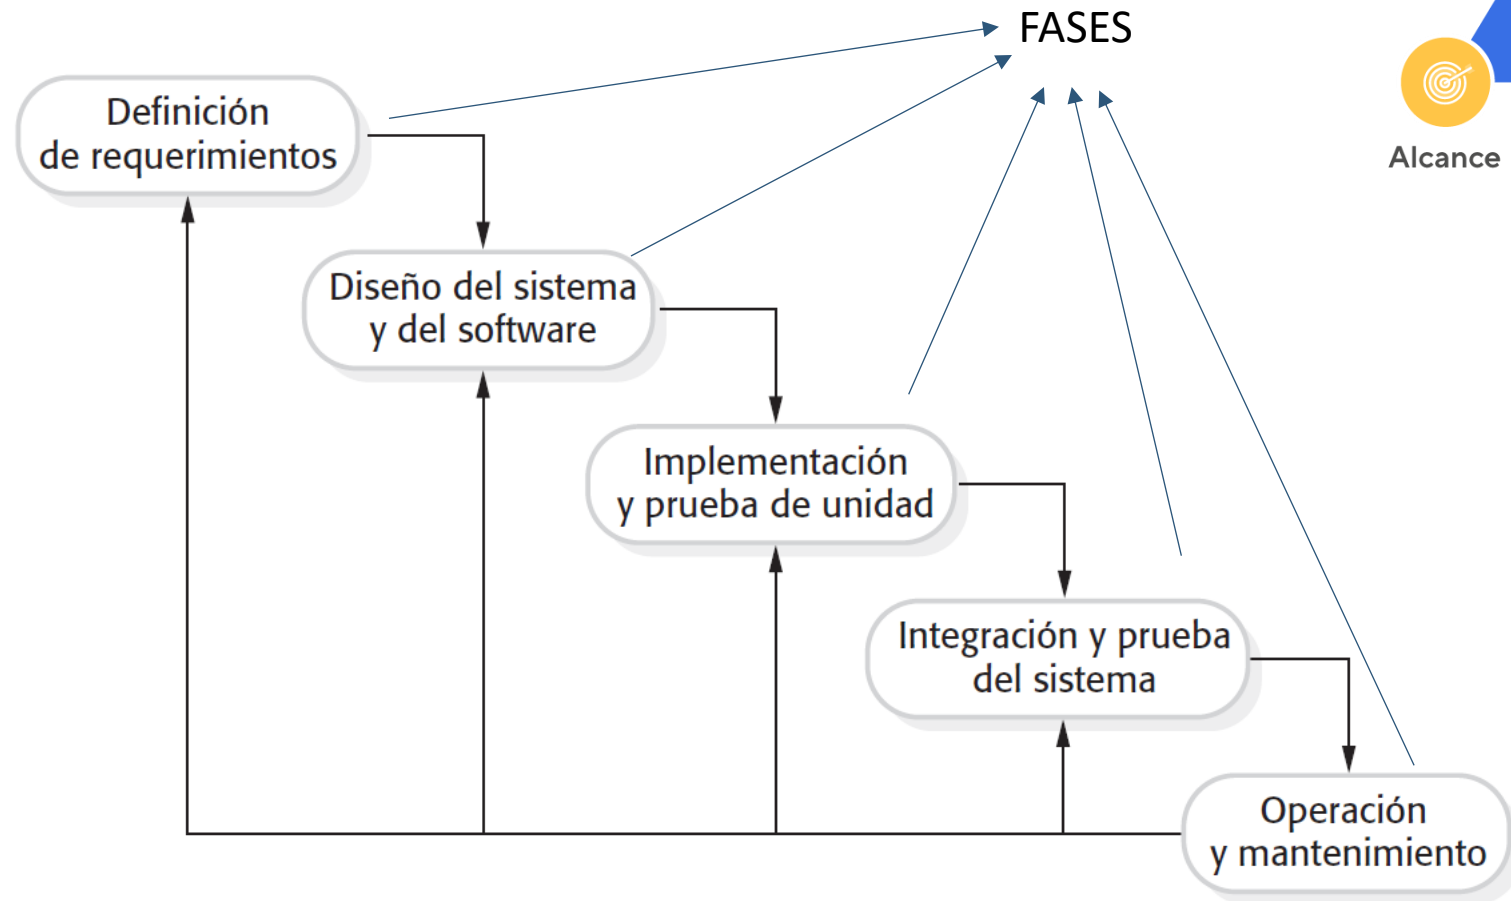 FASES
Alcance
Definición
de requerimientos
Diseño del sistema
y del software
Implementación
y prueba de unidad
Integración y prueba
del sistema
Operación
y mantenimiento